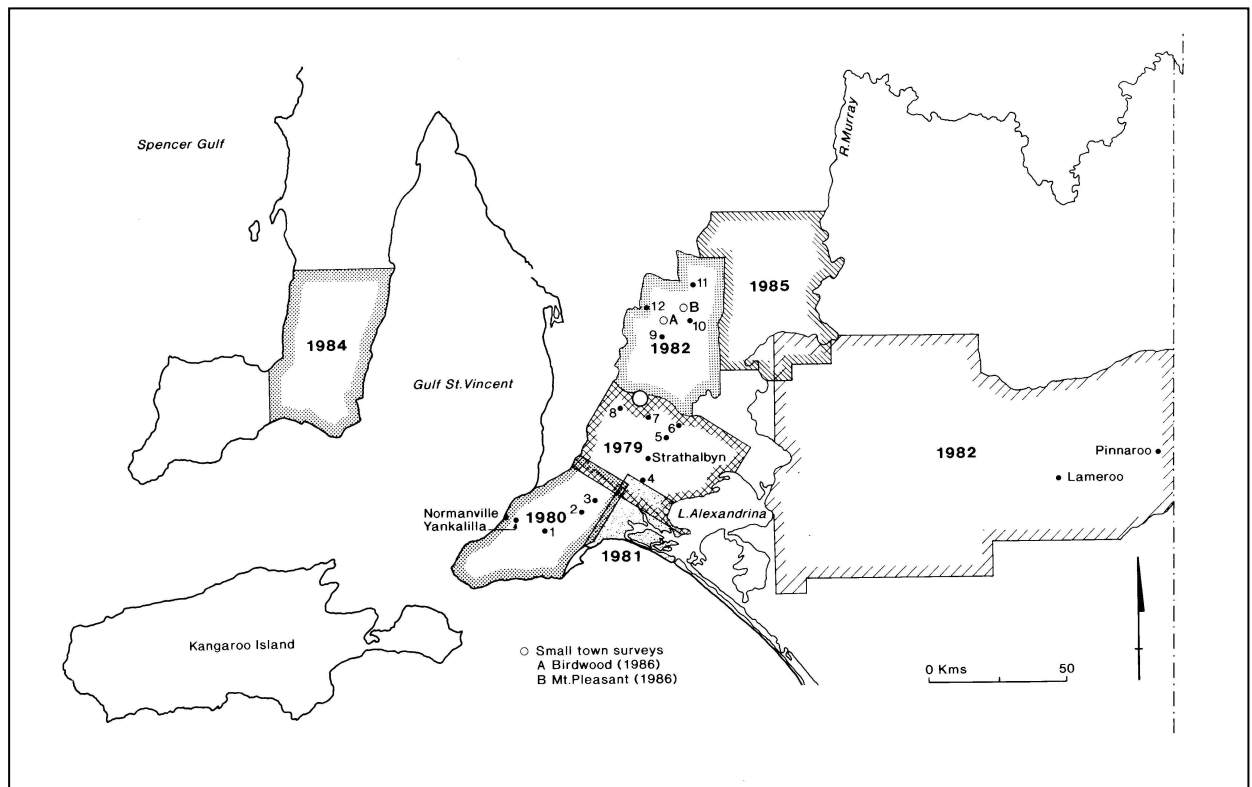 Spencer Gulf
R.Murray
11
1985
12
B
A
10
9
1982
1984
Gulf St.Vincent
8
7
6
5
1979
Strathalbyn
1982
Pinnaroo
Lameroo
4
3
Normanville
Yankalilla
1980
2
1
L.Alexandrina
1981
Kangaroo Island
Small town surveys
A Birdwood (1986)
B Mt.Pleasant (1986)
0 Kms 50